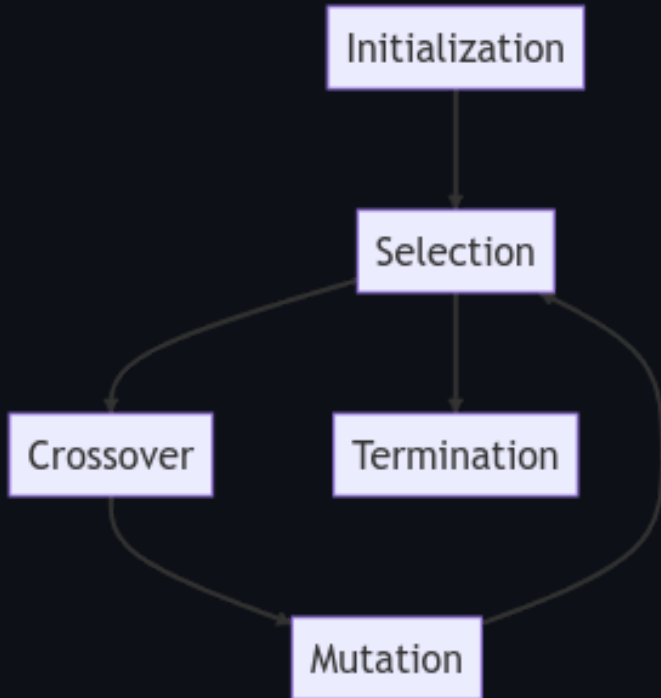 Initialization
Selection
Crossover
Termination
Mutation